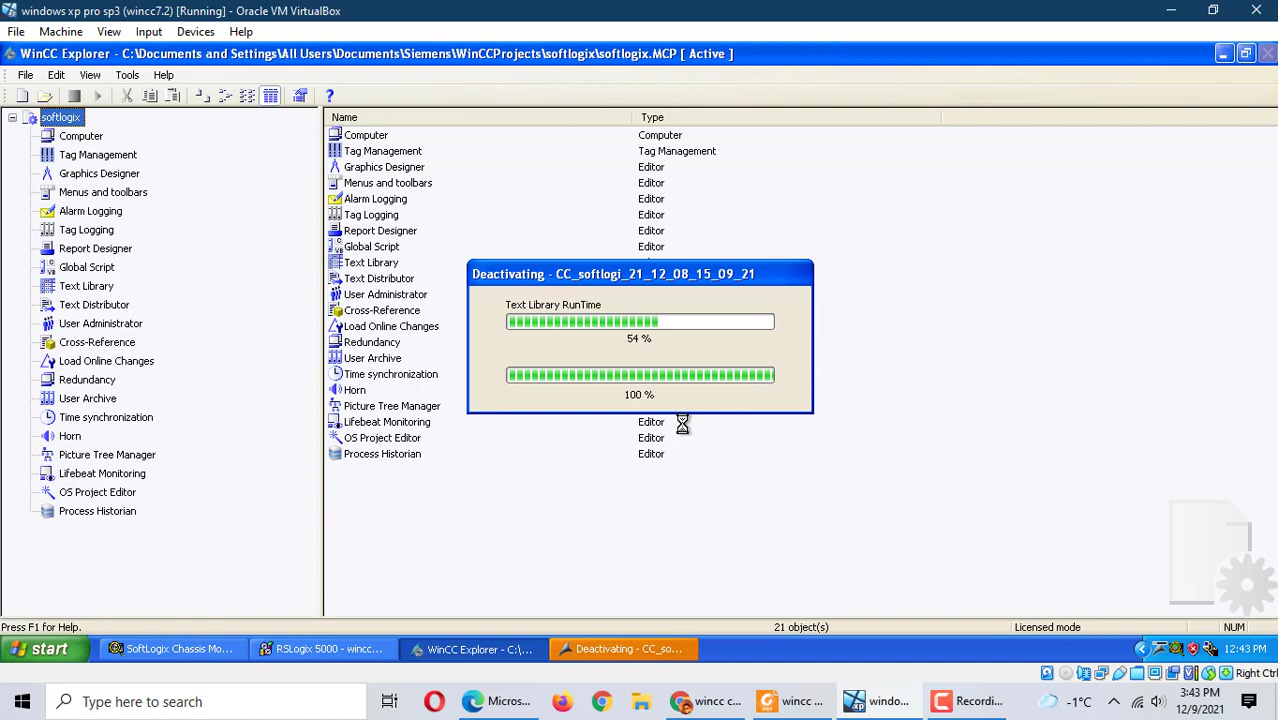 windows xp pro sp3 (wincc7.2) [Running] - Oracle VM VirtualBox
File Machine View Input Devices Help
WinCC Explorer - C:\Documents and Settings\All Users\Documents\Siemens\WinCCProjects\softlogix\softlogix.MCP [ Active ]
File Edit View Tools Help
softlogix
Computer
Tag Management
Graphics Designer
Menus and toolbars
Alarm Logging
Tag Logging
Report Designer
Global Script
Text Library
Text Distributor
User Administrator
Cross-Reference
Load Online Changes
Redundancy
User Archive
Time synchronization
Horn
Picture Tree Manager
Lifebeat Monitoring
OS Project Editor
Process Historian
Name Type
Computer Computer
Tag Management Tag Management
Graphics Designer Editor
Menus and toolbars Editor
Alarm Logging Editor
Tag Logging Editor
Report Designer Editor
Global Script Editor
Text Library
Text Distributor
User Administrator
Cross-Reference
Load Online Changes
Redundancy
User Archive
Time synchronization
Horn
Picture Tree Manager
Lifebeat Monitoring Editor
OS Project Editor Editor
Process Historian Editor
Deactivating - CC_softlogi_21_12_08_15_09_21
Text Library RunTime
54 %
100 %
Press F1 for Help. 21 object(s) Licensed mode NUM
start SoftLogix Chassis Mo... RSLogix 5000 - wincc... WinCC Explorer - C:\... Deactivating - CC_so... 12:43 PM
Right Ctrl
Type here to search Micros... wincc c... wincc ... windo... Recordi... -1°C 3:43 PM
12/9/2021